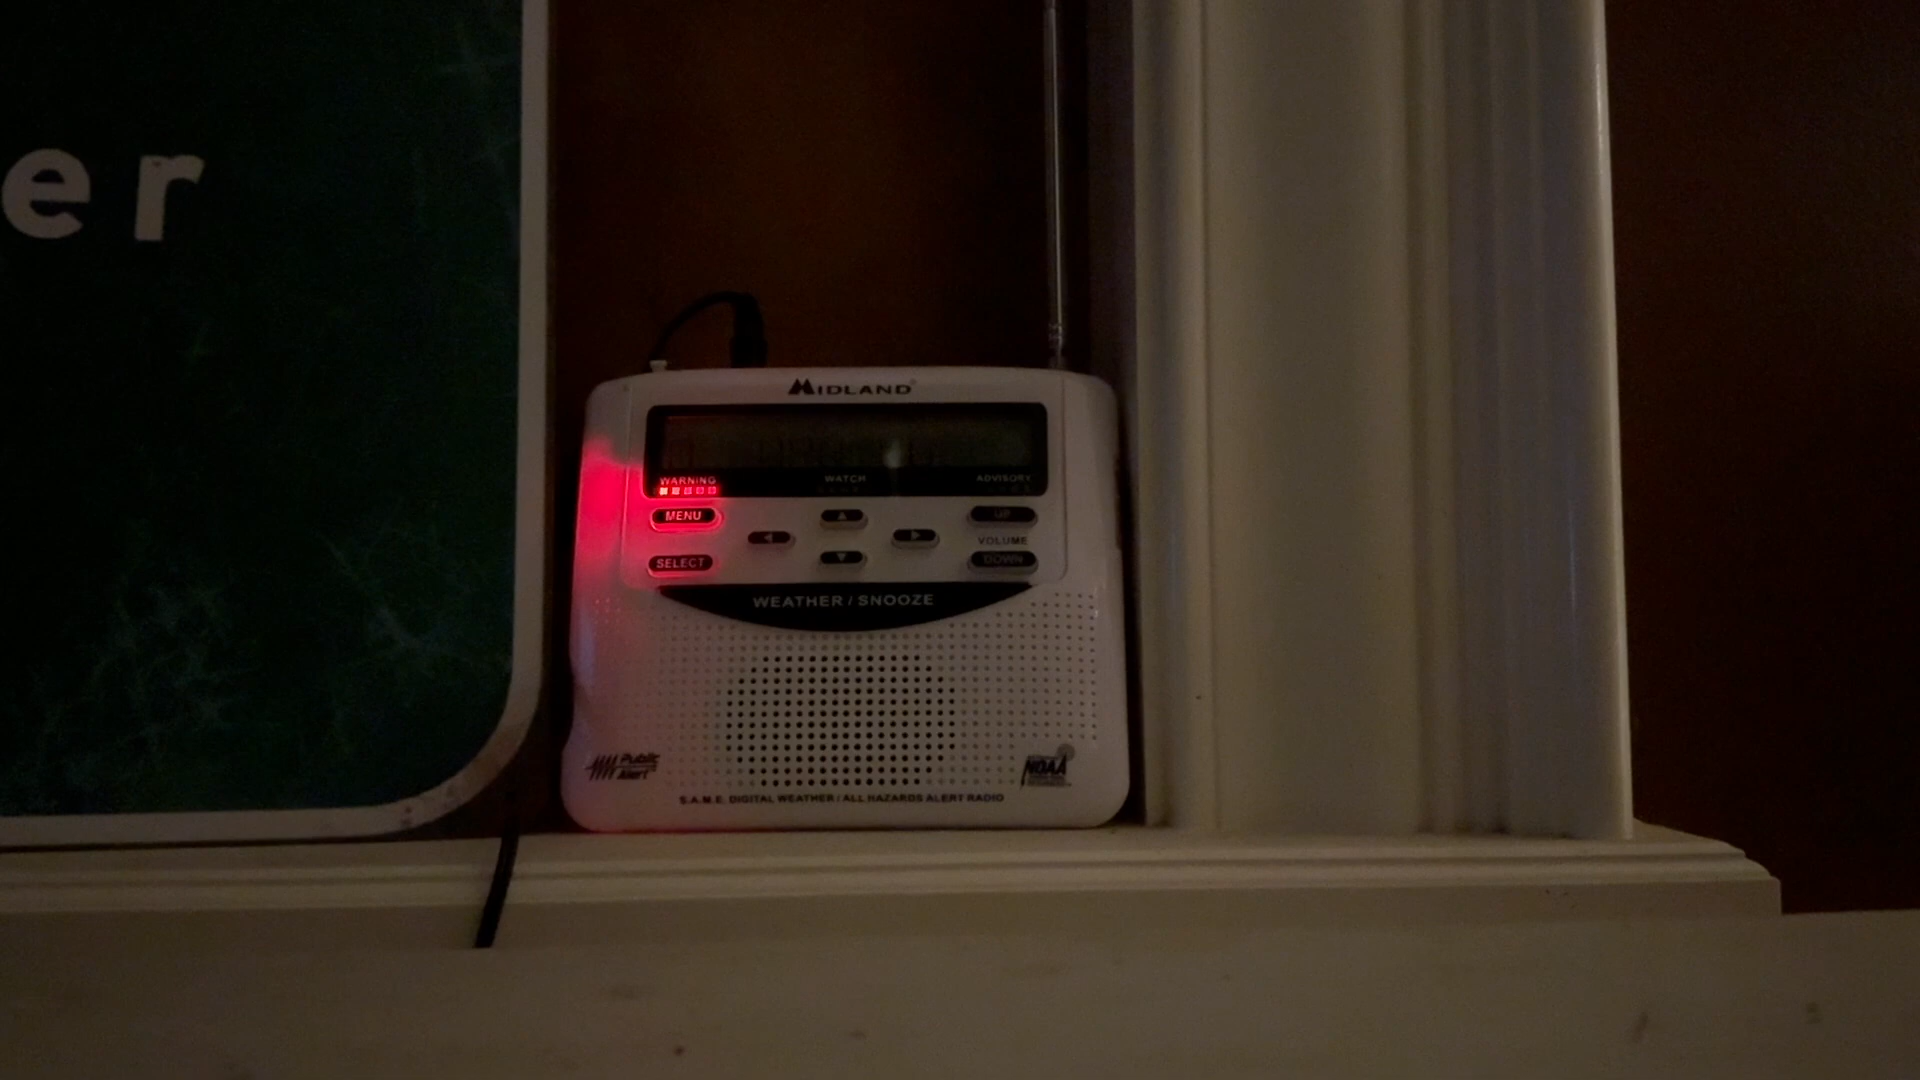 er
MIDLAND
WARNING WATCH ADVISORY
MENU UP
VOLUME
SELECT DOWN
WEATHER / SNOOZE
Public Alert
NOAA
S.A.M.E. DIGITAL WEATHER / ALL HAZARDS ALERT RADIO